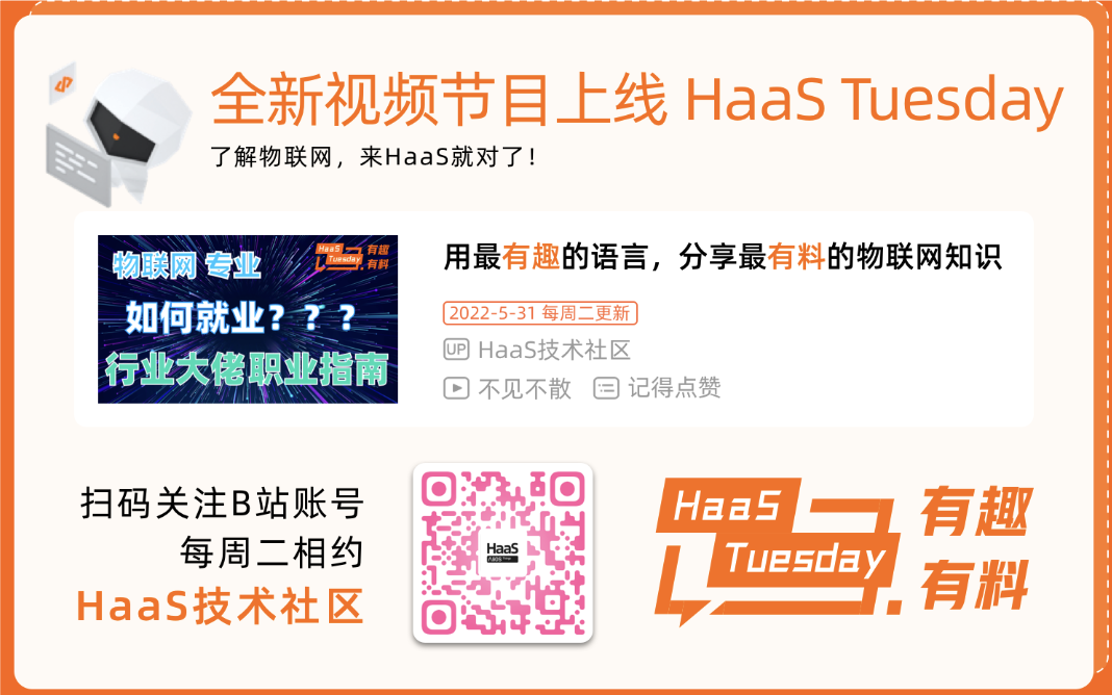 全新视频节目上线 HaaS Tuesday
了解物联网，来HaaS就对了！
物联网 专业
HaaS
Tuesday
有趣
有料
如何就业？？？
行业大佬职业指南
用最有趣的语言，分享最有料的物联网知识
2022-5-31 每周二更新
UP HaaS技术社区
不见不散 记得点赞
扫码关注B站账号
每周二相约
HaaS技术社区
HaaS
HaaS
Tuesday
有趣
有料